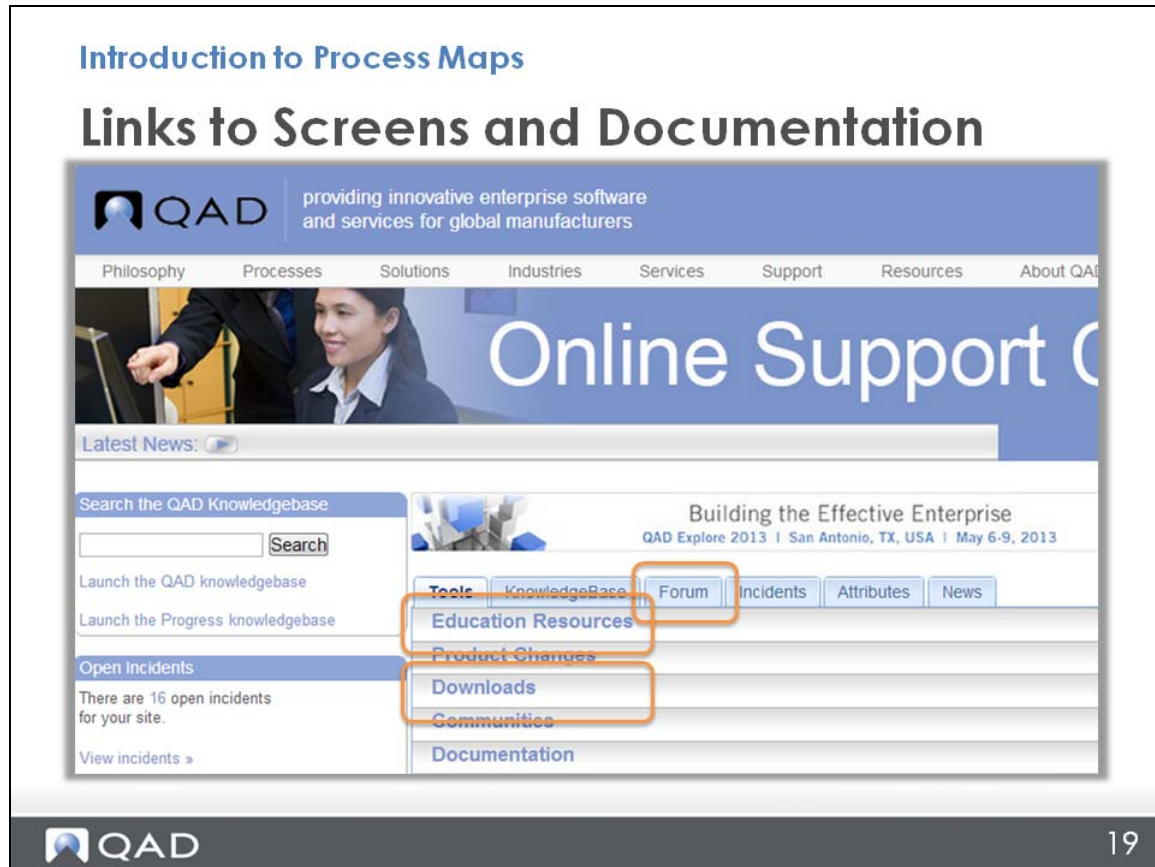 Introduction to Process Maps
Links to Screens and Documentation
QAD
providing innovative enterprise software
and services for global manufacturers
Philosophy Processes Solutions Industries Services Support Resources About QAD
Online Support C
Latest News:
Search the QAD Knowledgebase
Search
Launch the QAD knowledgebase
Launch the Progress knowledgebase
Open Incidents
There are 16 open incidents
for your site.
View incidents »
Building the Effective Enterprise
QAD Explore 2013 | San Antonio, TX, USA | May 6-9, 2013
Tools KnowledgeBase Forum Incidents Attributes News
Education Resources
Product Changes
Downloads
Communities
Documentation
QAD
19